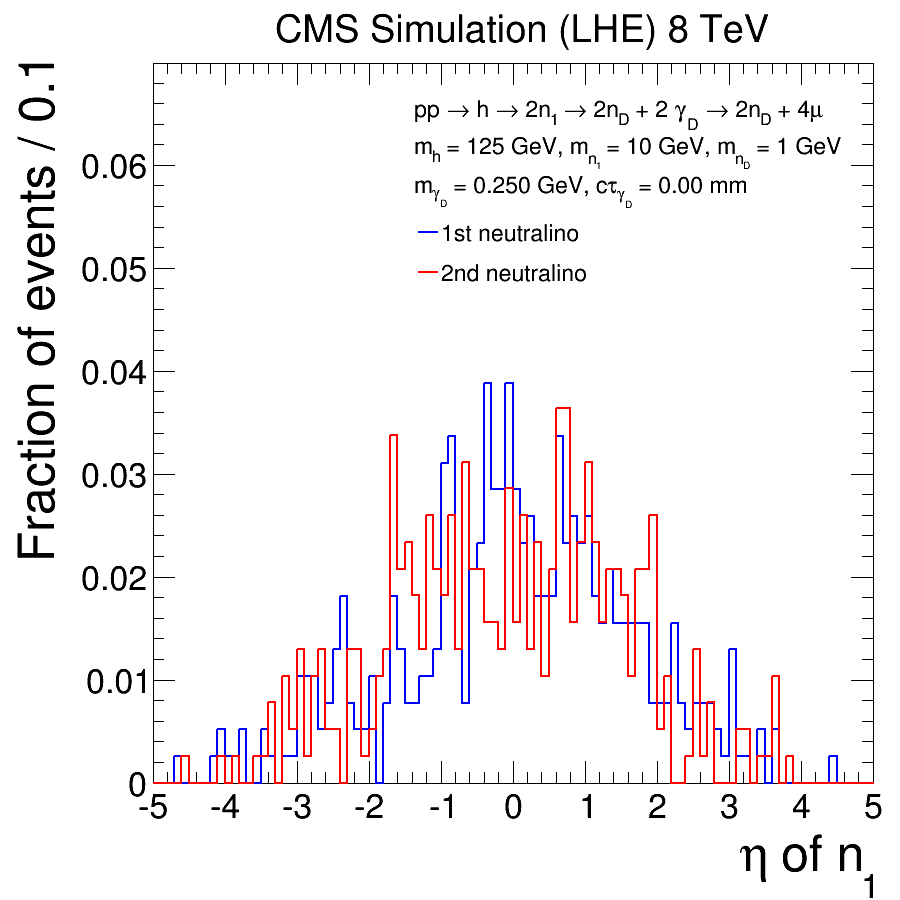 CMS Simulation (LHE) 8 TeV
Fraction of events / 0.1
pp → h → 2n1 → 2nD + 2 γD → 2nD + 4μ
mh = 125 GeV, mn1 = 10 GeV, mnD = 1 GeV
mγD = 0.250 GeV, cτγD = 0.00 mm
1st neutralino
2nd neutralino
0.06
0.05
0.04
0.03
0.02
0.01
0
-5 -4 -3 -2 -1 0 1 2 3 4 5
η of n1